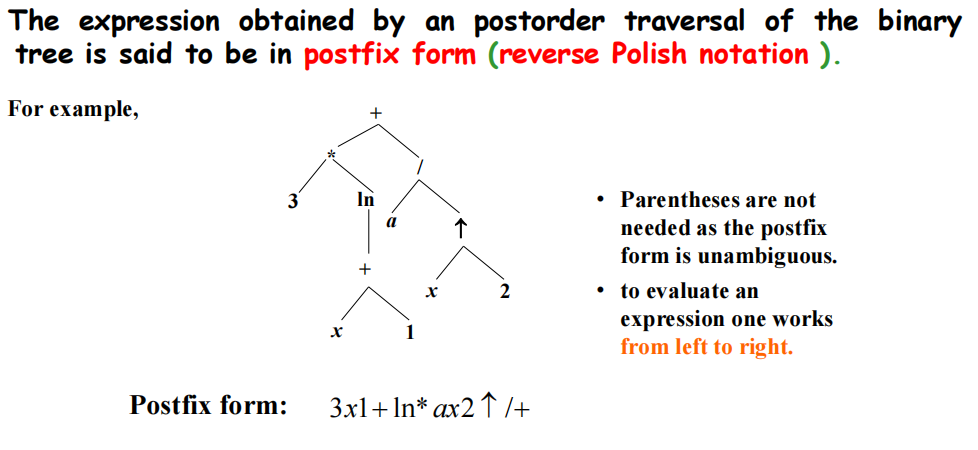 The expression obtained by an postorder traversal of the binary
tree is said to be in postfix form (reverse Polish notation ).
For example,
+
*
/
3
ln
a
↑
+
x
2
x
1
• Parentheses are not
needed as the postfix
form is unambiguous.
• to evaluate an
expression one works
from left to right.
Postfix form: 3x1+ln* ax2↑ /+